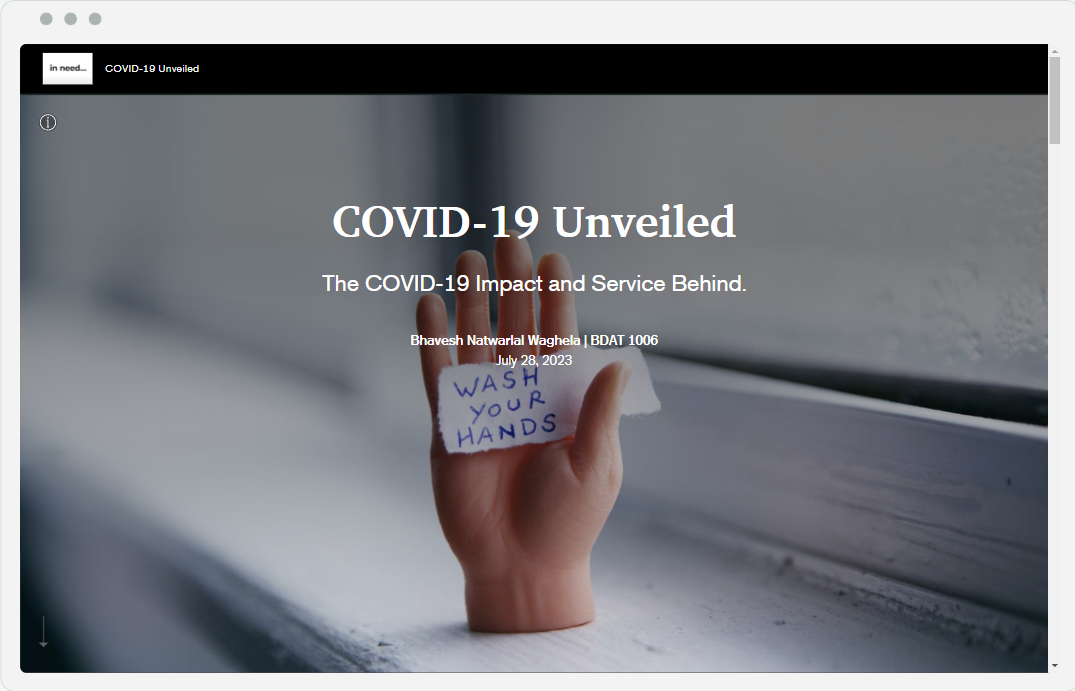 in need...
COVID-19 Unveiled
COVID-19 Unveiled
The COVID-19 Impact and Service Behind.
Bhavesh Natwarlal Waghela | BDAT 1006
July 28, 2023
WASH
YOUR
HANDS